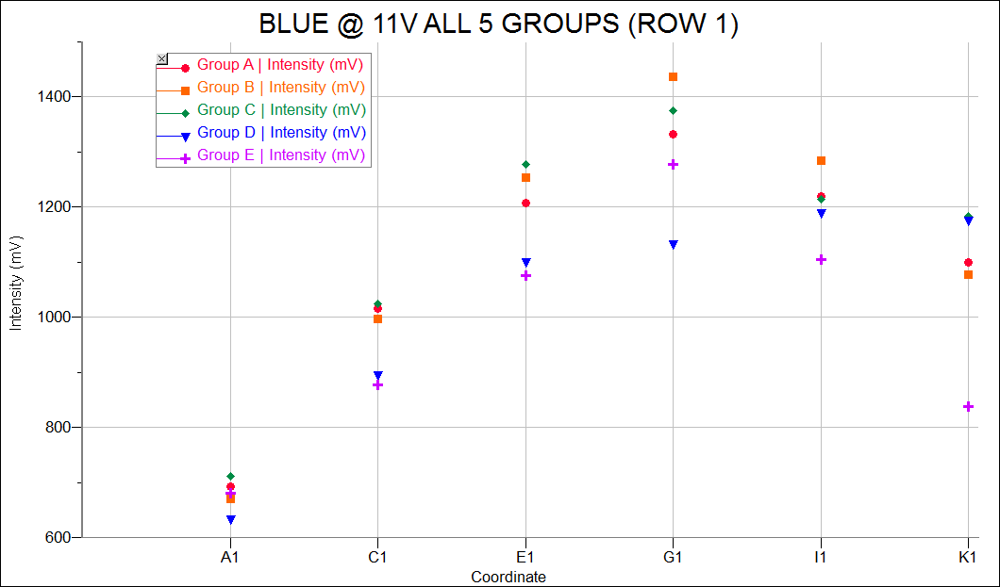 BLUE @ 11V ALL 5 GROUPS (ROW 1)
Group A | Intensity (mV)
Group B | Intensity (mV)
Group C | Intensity (mV)
Group D | Intensity (mV)
Group E | Intensity (mV)
Intensity (mV)
1400
1200
1000
800
600
A1 C1 E1 G1 I1 K1
Coordinate